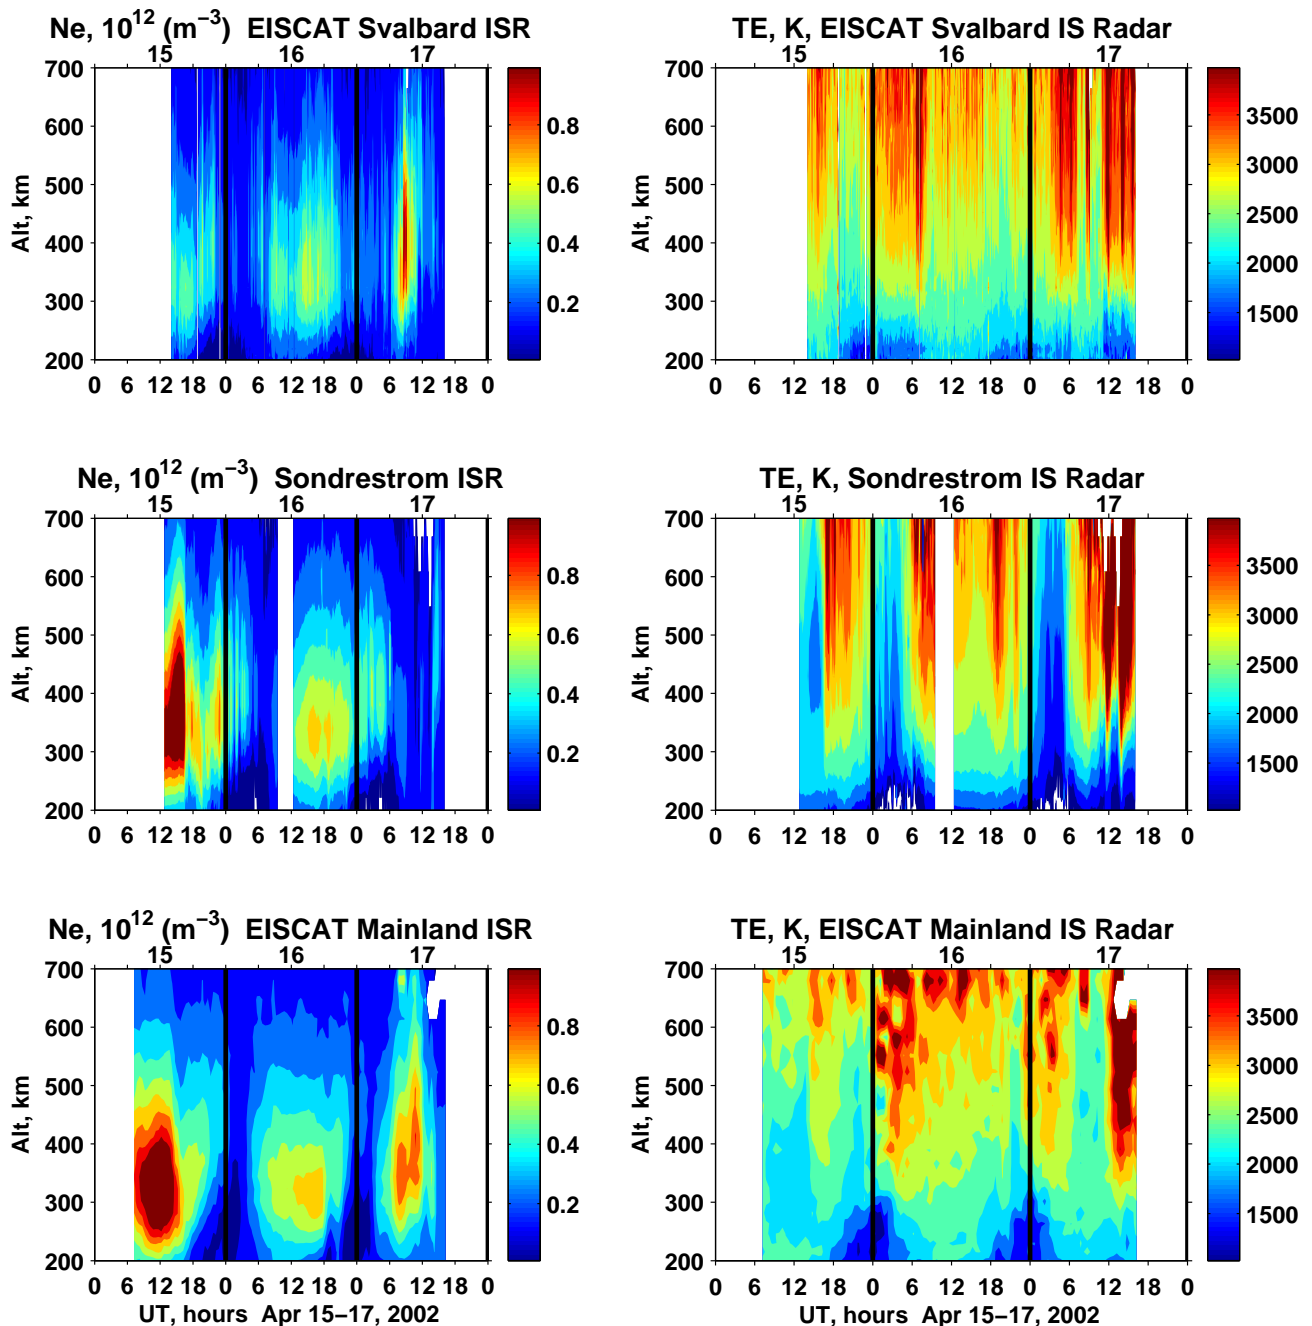 Ne, 10^12 (m^−3) EISCAT Svalbard ISR
15 16 17
700
600
500
400
300
200
Alt, km
0 6 12 18 0 6 12 18 0 6 12 18 0
0.8
0.6
0.4
0.2
TE, K, EISCAT Svalbard IS Radar
15 16 17
700
600
500
400
300
200
Alt, km
0 6 12 18 0 6 12 18 0 6 12 18 0
3500
3000
2500
2000
1500
Ne, 10^12 (m^−3) Sondrestrom ISR
15 16 17
700
600
500
400
300
200
Alt, km
0 6 12 18 0 6 12 18 0 6 12 18 0
0.8
0.6
0.4
0.2
TE, K, Sondrestrom IS Radar
15 16 17
700
600
500
400
300
200
Alt, km
0 6 12 18 0 6 12 18 0 6 12 18 0
3500
3000
2500
2000
1500
Ne, 10^12 (m^−3) EISCAT Mainland ISR
15 16 17
700
600
500
400
300
200
Alt, km
0 6 12 18 0 6 12 18 0 6 12 18 0
UT, hours Apr 15−17, 2002
0.8
0.6
0.4
0.2
TE, K, EISCAT Mainland IS Radar
15 16 17
700
600
500
400
300
200
Alt, km
0 6 12 18 0 6 12 18 0 6 12 18 0
UT, hours Apr 15−17, 2002
3500
3000
2500
2000
1500